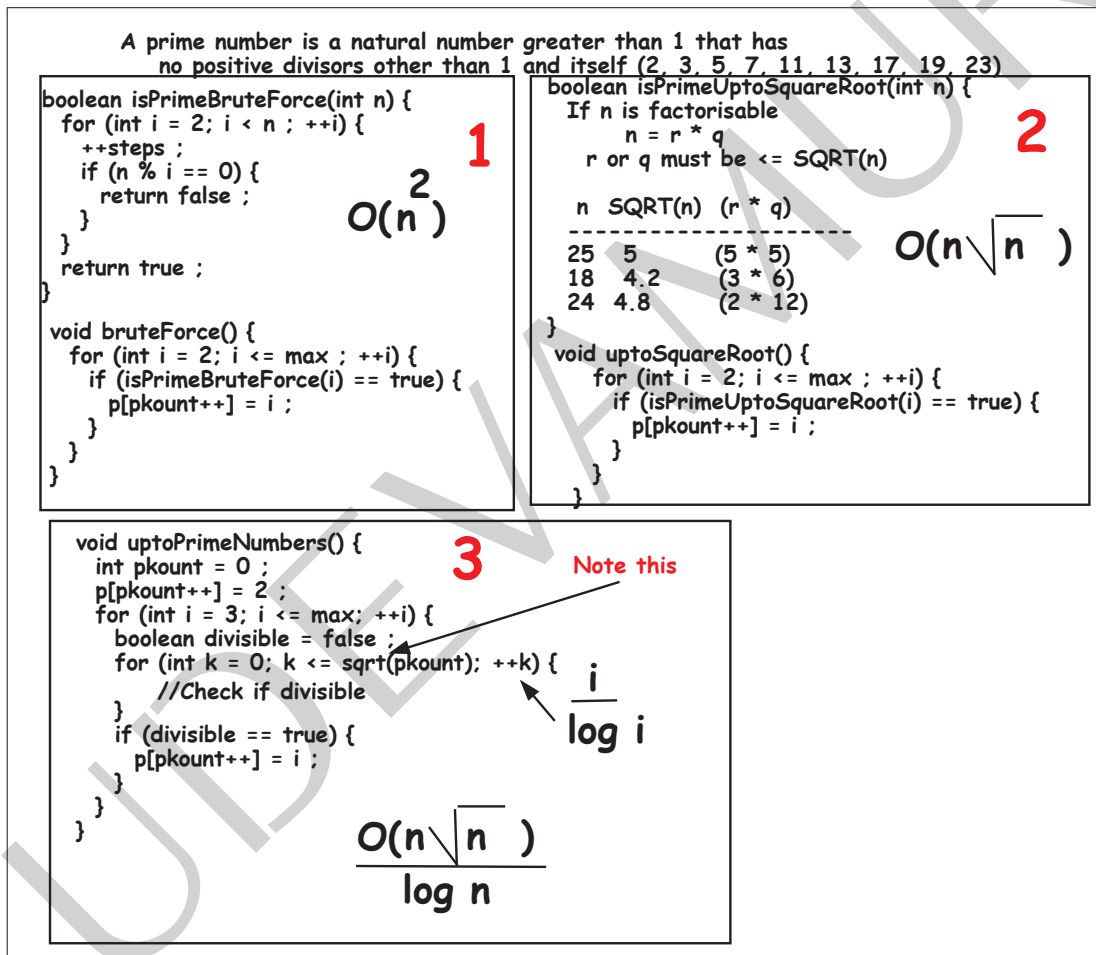 A prime number is a natural number greater than 1 that has
no positive divisors other than 1 and itself (2, 3, 5, 7, 11, 13, 17, 19, 23)
boolean isPrimeBruteForce(int n) {
for (int i = 2; i < n ; ++i) {
++steps ;
if (n % i == 0) {
return false ;
}
}
return true ;
}
void bruteForce() {
for (int i = 2; i <= max ; ++i) {
if (isPrimeBruteForce(i) == true) {
p[pkount++] = i ;
}
}
}
1
O(n²)
boolean isPrimeUptoSquareRoot(int n) {
If n is factorisable
n = r * q
r or q must be <= SQRT(n)
n SQRT(n) (r * q)
- - - - - - - - - - - - - - - - - - - - - - -
25 5 (5 * 5)
18 4.2 (3 * 6)
24 4.8 (2 * 12)
}
void uptoSquareRoot() {
for (int i = 2; i <= max ; ++i) {
if (isPrimeUptoSquareRoot(i) == true) {
p[pkount++] = i ;
}
}
}
2
O(n√n )
void uptoPrimeNumbers() {
int pkount = 0 ;
p[pkount++] = 2 ;
for (int i = 3; i <= max; ++i) {
boolean divisible = false ;
for (int k = 0; k <= sqrt(pkount); ++k) {
//Check if divisible
}
if (divisible == true) {
p[pkount++] = i ;
}
}
}
3
Note this
i
log i
O(n√n )
log n
UDEVAMUR